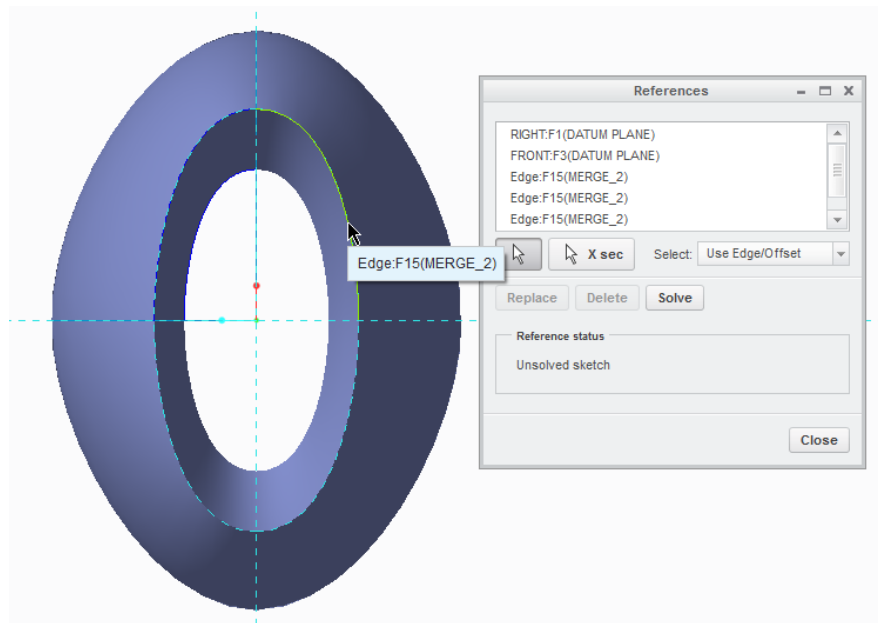 References
RIGHT:F1(DATUM PLANE)
FRONT:F3(DATUM PLANE)
Edge:F15(MERGE_2)
Edge:F15(MERGE_2)
Edge:F15(MERGE_2)
Edge:F15(MERGE_2)
X sec Select: Use Edge/Offset
Replace Delete Solve
Reference status
Unsolved sketch
Close